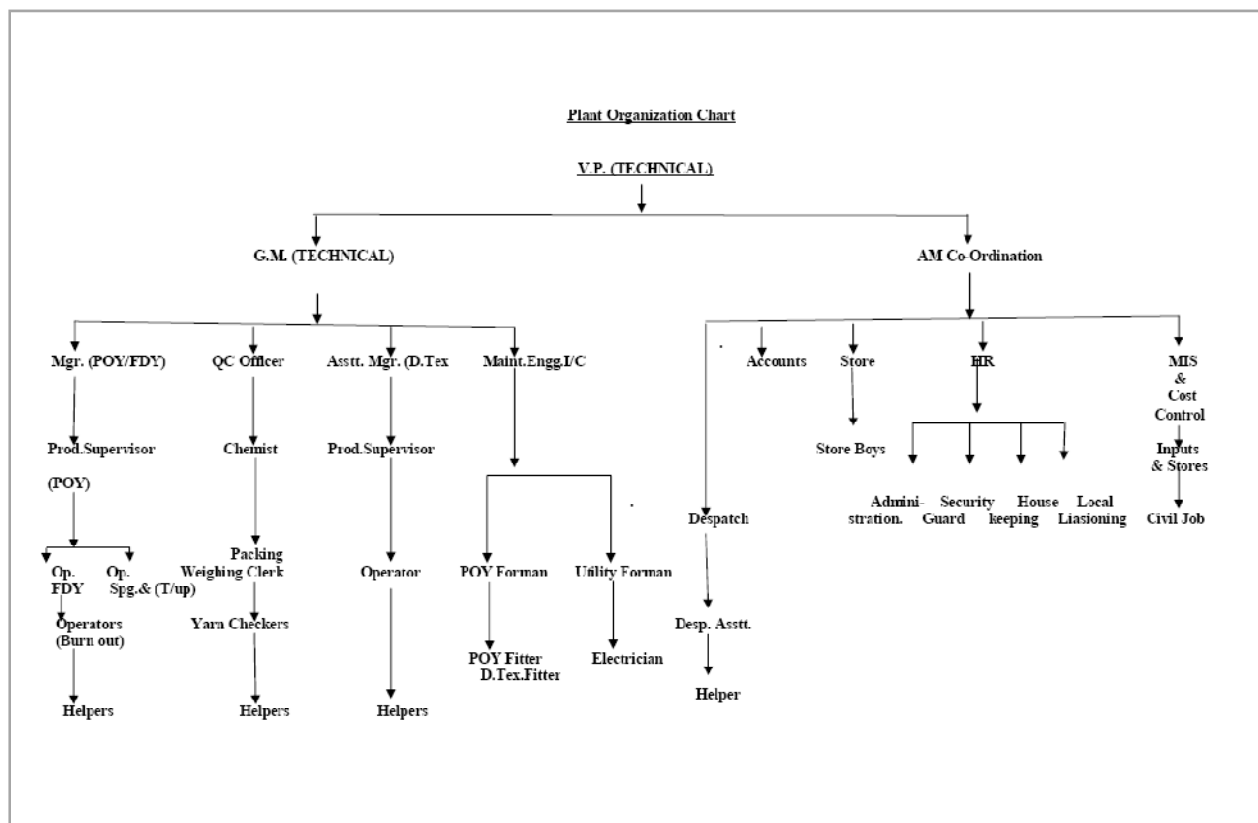 Plant Organization Chart
V.P. (TECHNICAL)
G.M. (TECHNICAL) AM Co-Ordination
Mgr. (POY/FDY) QC Officer Asstt. Mgr. (D.Tex Maint.Engg.I/C Accounts Store HR MIS
&
Cost
Control
Prod.Supervisor Chemist Prod.Supervisor Store Boys Inputs
& Stores
(POY)
Admini- Security House Local
stration. Guard keeping Liasioning Civil Job
Despatch
Packing
Op. Op. Weighing Clerk Operator POY Forman Utility Forman
FDY Spg.& (T/up)
Operators Yarn Checkers Desp. Asstt.
(Burn out)
POY Fitter Electrician
D.Tex.Fitter
Helper
Helpers Helpers Helpers